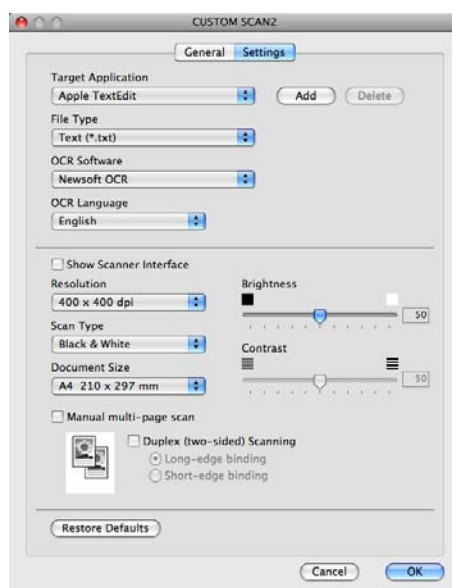 CUSTOM SCAN2
General Settings
Target Application
Apple TextEdit Add Delete
File Type
Text (*.txt)
OCR Software
Newsoft OCR
OCR Language
English
Show Scanner Interface
Resolution Brightness
400 x 400 dpi 50
Scan Type
Black & White Contrast
Document Size
A4 210 x 297 mm 50
Manual multi-page scan
Duplex (two-sided) Scanning
Long-edge binding
Short-edge binding
Restore Defaults
Cancel OK